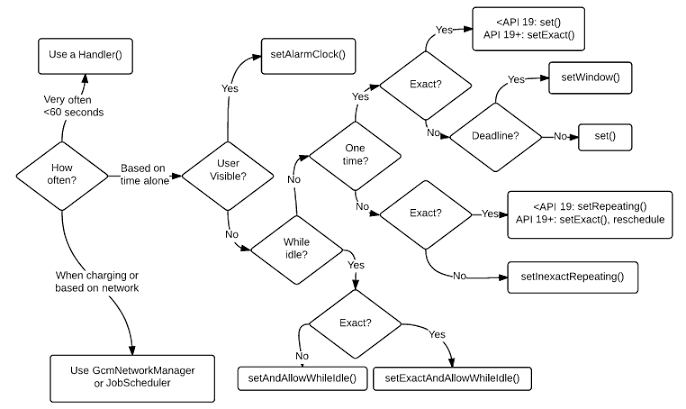 Use a Handler()
Very often
<60 seconds
How
often?
Based on
time alone
When charging or
based on network
Use GcmNetworkManager
or JobScheduler
User
Visible?
Yes
setAlarmClock()
No
While
idle?
No
One
time?
Yes
Exact?
Yes
<API 19: set()
API 19+: setExact()
No
Deadline?
Yes
setWindow()
No
set()
No
Exact?
Yes
<API 19: setRepeating()
API 19+: setExact(), reschedule
No
setInexactRepeating()
Yes
Exact?
No
setAndAllowWhileIdle()
Yes
setExactAndAllowWhileIdle()